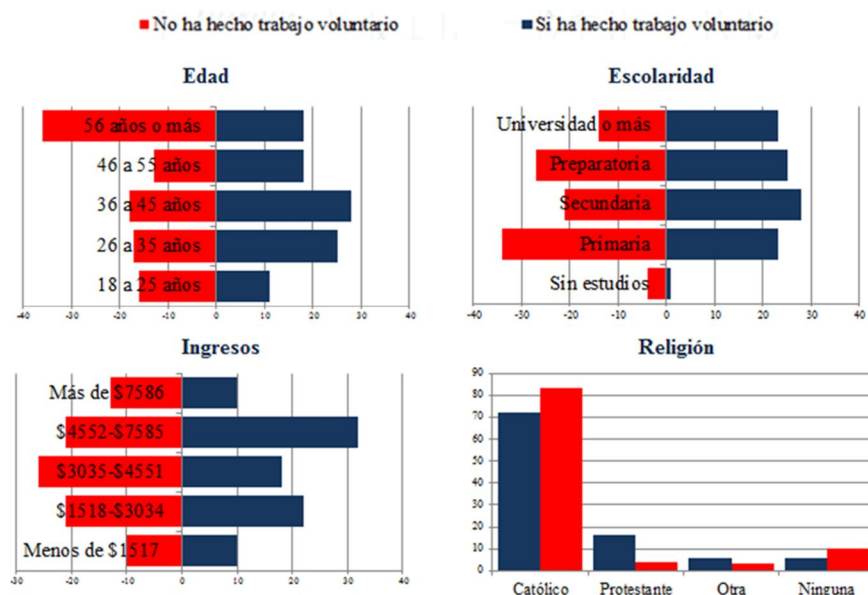 No ha hecho trabajo voluntario
Si ha hecho trabajo voluntario
Edad
56 años o más
46 a 55 años
36 a 45 años
26 a 35 años
18 a 25 años
-40 -30 -20 -10 0 10 20 30 40
Escolaridad
Universidad o más
Preparatoria
Secundaria
Primaria
Sin estudios
-40 -30 -20 -10 0 10 20 30 40
Ingresos
Más de $7586
$4552-$7585
$3035-$4551
$1518-$3034
Menos de $1517
-30 -20 -10 0 10 20 30 40
Religión
90
80
70
60
50
40
30
20
10
0
Católico Protestante Otra Ninguna